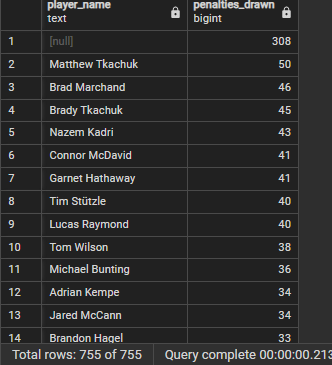 player_name penalties_drawn
text bigint
1 [null] 308
2 Matthew Tkachuk 50
3 Brad Marchand 46
4 Brady Tkachuk 45
5 Nazem Kadri 43
6 Connor McDavid 41
7 Garnet Hathaway 41
8 Tim Stützle 40
9 Lucas Raymond 40
10 Tom Wilson 38
11 Michael Bunting 36
12 Adrian Kempe 34
13 Jared McCann 34
14 Brandon Hagel 33
Total rows: 755 of 755 Query complete 00:00:00.213